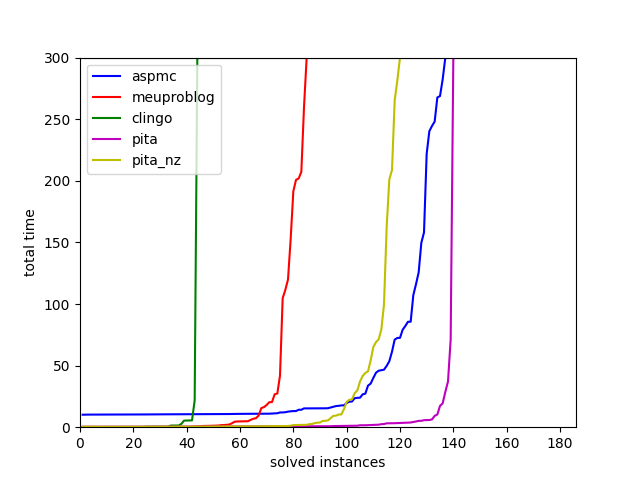 300
250
200
150
100
50
0
total time
aspmc
meuproblog
clingo
pita
pita_nz
0 20 40 60 80 100 120 140 160 180
solved instances